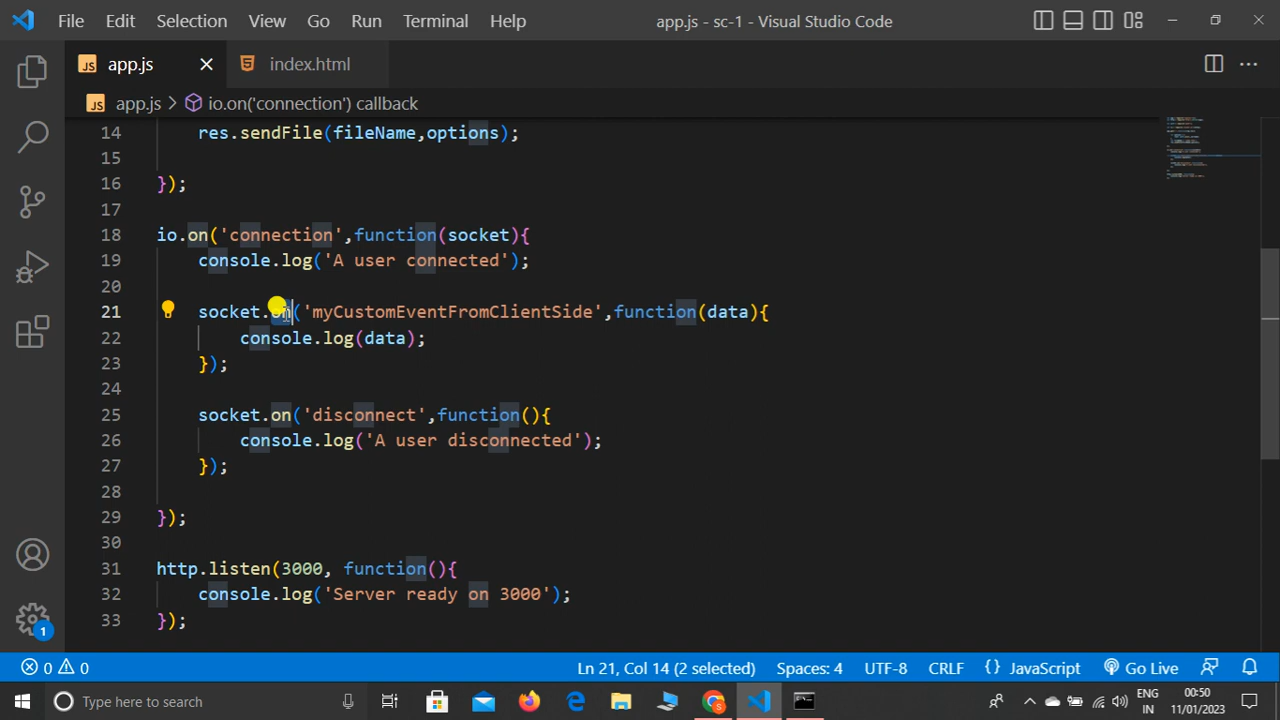 File Edit Selection View Go Run Terminal Help app.js - sc-1 - Visual Studio Code
JS app.js index.html
JS app.js > io.on('connection') callback
14 res.sendFile(fileName,options);
15
16 });
17
18 io.on('connection',function(socket){
19 console.log('A user connected');
20
21 socket.on('myCustomEventFromClientSide',function(data){
22 console.log(data);
23 });
24
25 socket.on('disconnect',function(){
26 console.log('A user disconnected');
27 });
28
29 });
30
31 http.listen(3000, function(){
32 console.log('Server ready on 3000');
33 });
1
0 0 Ln 21, Col 14 (2 selected) Spaces: 4 UTF-8 CRLF {} JavaScript Go Live
Type here to search ENG IN 00:50 11/01/2023